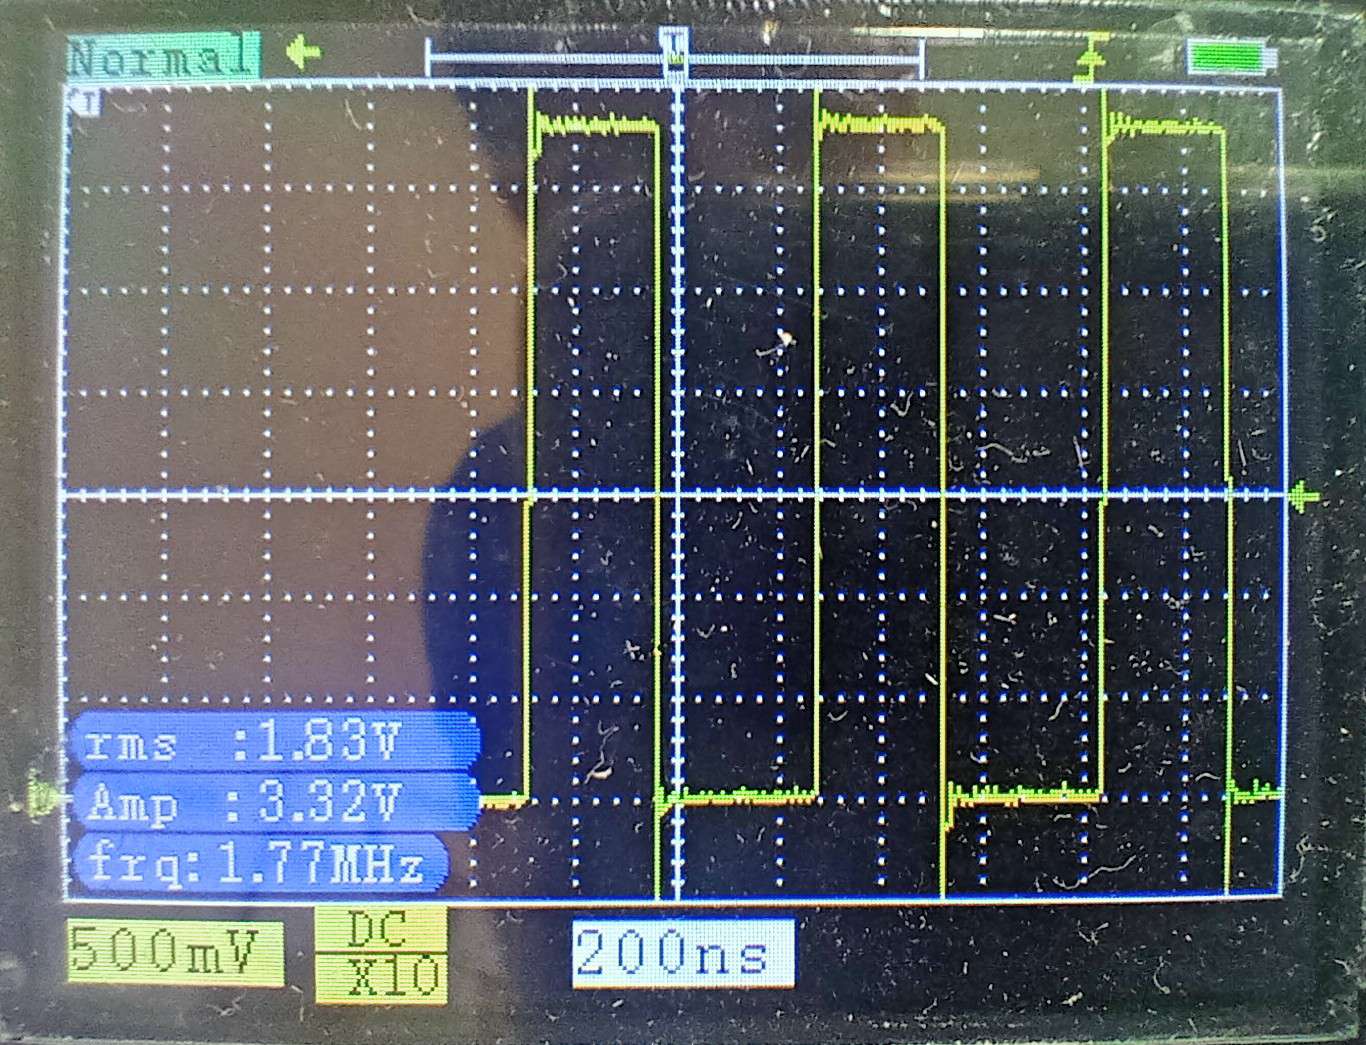 Normal
T
rms :1.83V
Amp :3.32V
frq:1.77MHz
500mV
DC
X10
200ns